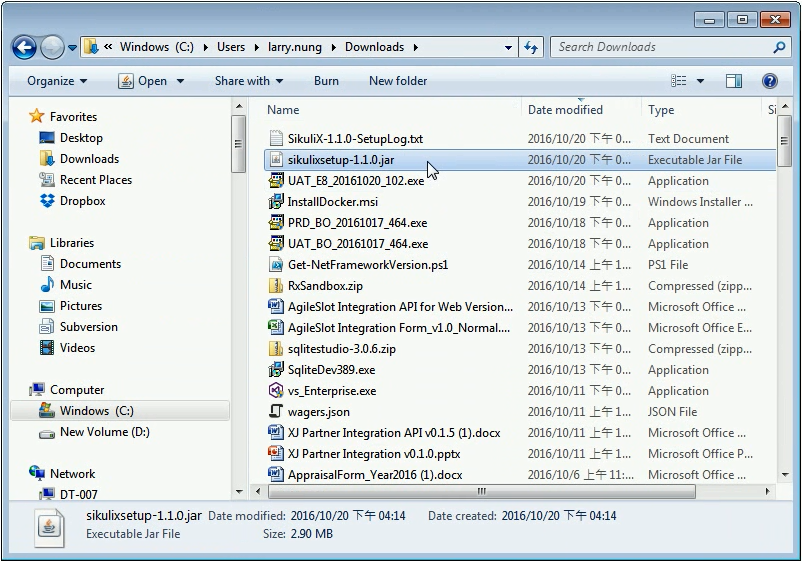 « Windows (C:) ▸ Users ▸ larry.nung ▸ Downloads ▸
Search Downloads
Organize Open Share with Burn New folder
Name Date modified Type Si
Favorites
Desktop
Downloads
Recent Places
Dropbox
Libraries
Documents
Music
Pictures
Subversion
Videos
Computer
Windows (C:)
New Volume (D:)
Network
DT-007
SikuliX-1.1.0-SetupLog.txt 2016/10/20 下午 0... Text Document
sikulixsetup-1.1.0.jar 2016/10/20 下午 0... Executable Jar File
UAT_E8_20161020_102.exe 2016/10/20 下午 0... Application
InstallDocker.msi 2016/10/19 下午 0... Windows Installer ...
PRD_BO_20161017_464.exe 2016/10/18 下午 0... Application
UAT_BO_20161017_464.exe 2016/10/18 下午 0... Application
Get-NetFrameworkVersion.ps1 2016/10/14 上午 1... PS1 File
RxSandbox.zip 2016/10/14 上午 1... Compressed (zipp...
AgileSlot Integration API for Web Version... 2016/10/13 下午 0... Microsoft Office ...
AgileSlot Integration Form_v1.0_Normal.... 2016/10/13 下午 0... Microsoft Office E...
sqlitestudio-3.0.6.zip 2016/10/13 下午 0... Compressed (zipp...
SqliteDev389.exe 2016/10/13 下午 0... Application
vs_Enterprise.exe 2016/10/11 下午 0... Application
wagers.json 2016/10/11 上午 1... JSON File
XJ Partner Integration API v0.1.5 (1).docx 2016/10/11 上午 1... Microsoft Office ...
XJ Partner Integration v0.1.0.pptx 2016/10/11 上午 1... Microsoft Office P...
AppraisalForm_Year2016 (1).docx 2016/10/6 上午 11:... Microsoft Office ...
sikulixsetup-1.1.0.jar Date modified: 2016/10/20 下午 04:14 Date created: 2016/10/20 下午 04:14
Executable Jar File Size: 2.90 MB